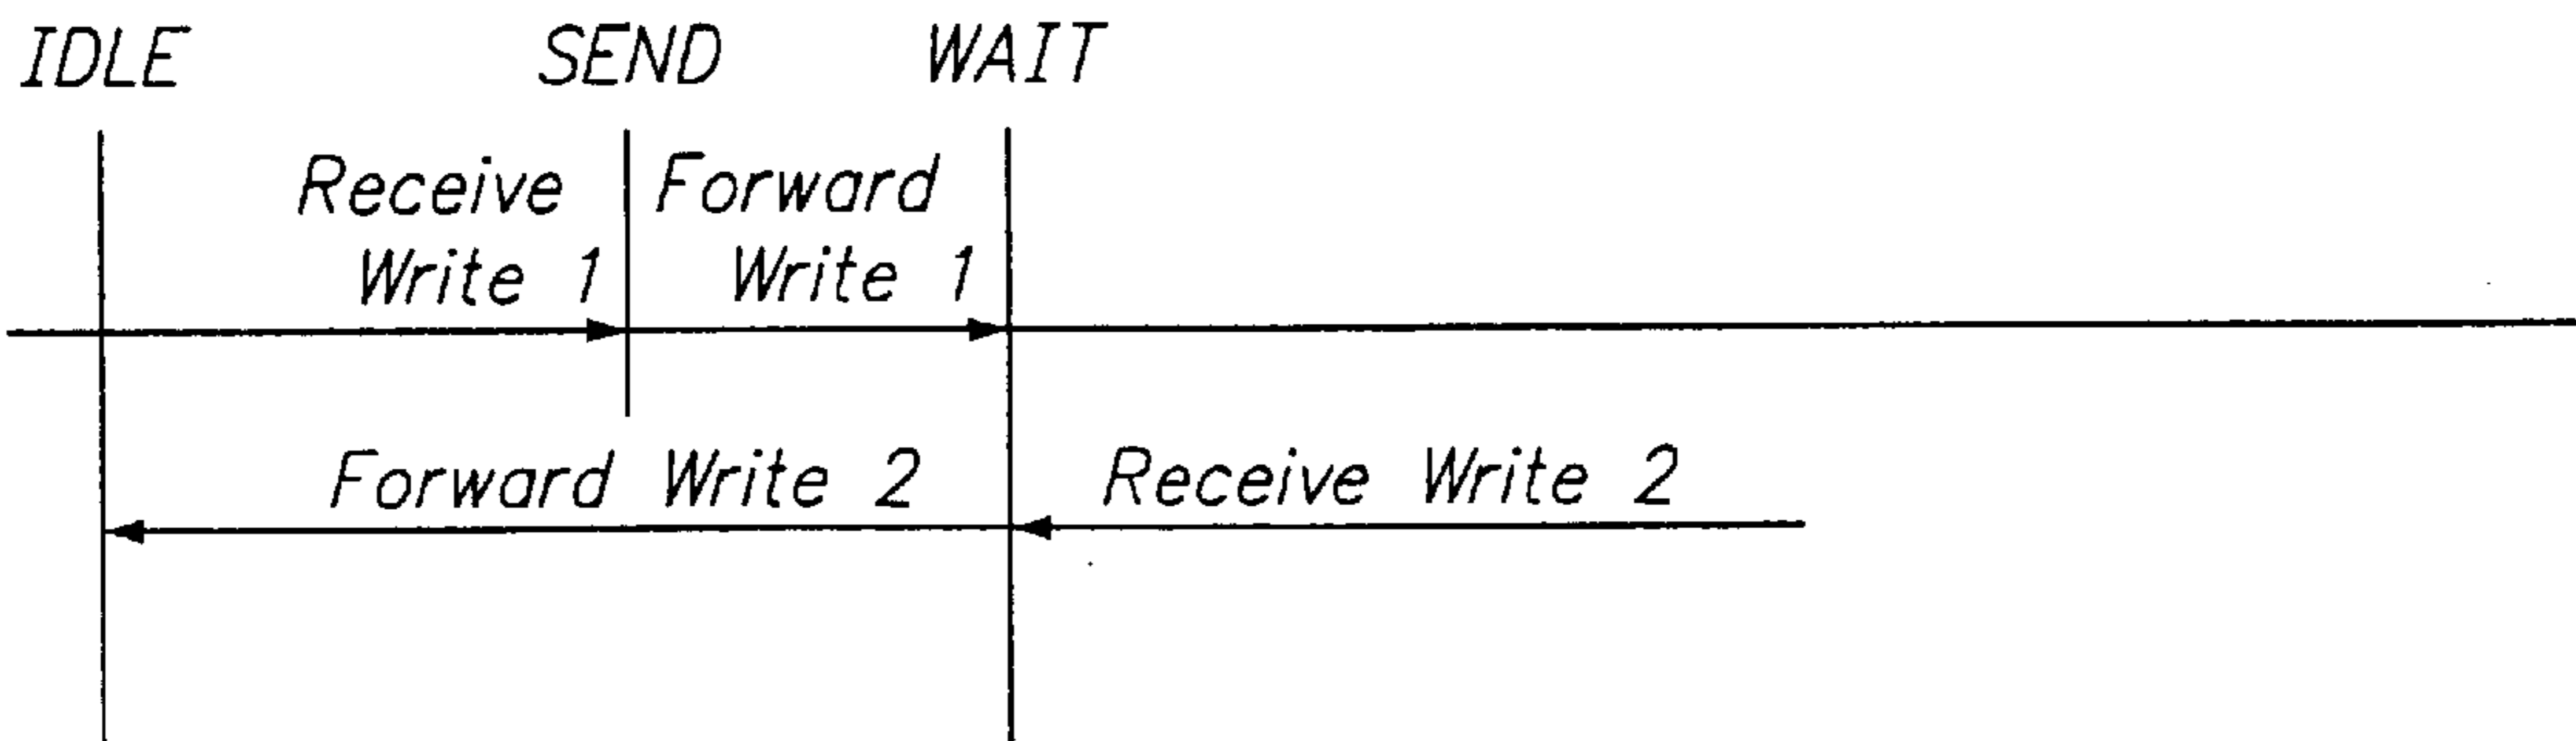 IDLE
SEND
WAIT
Receive
Write 1
Forward
Write 1
Forward Write 2
Receive Write 2